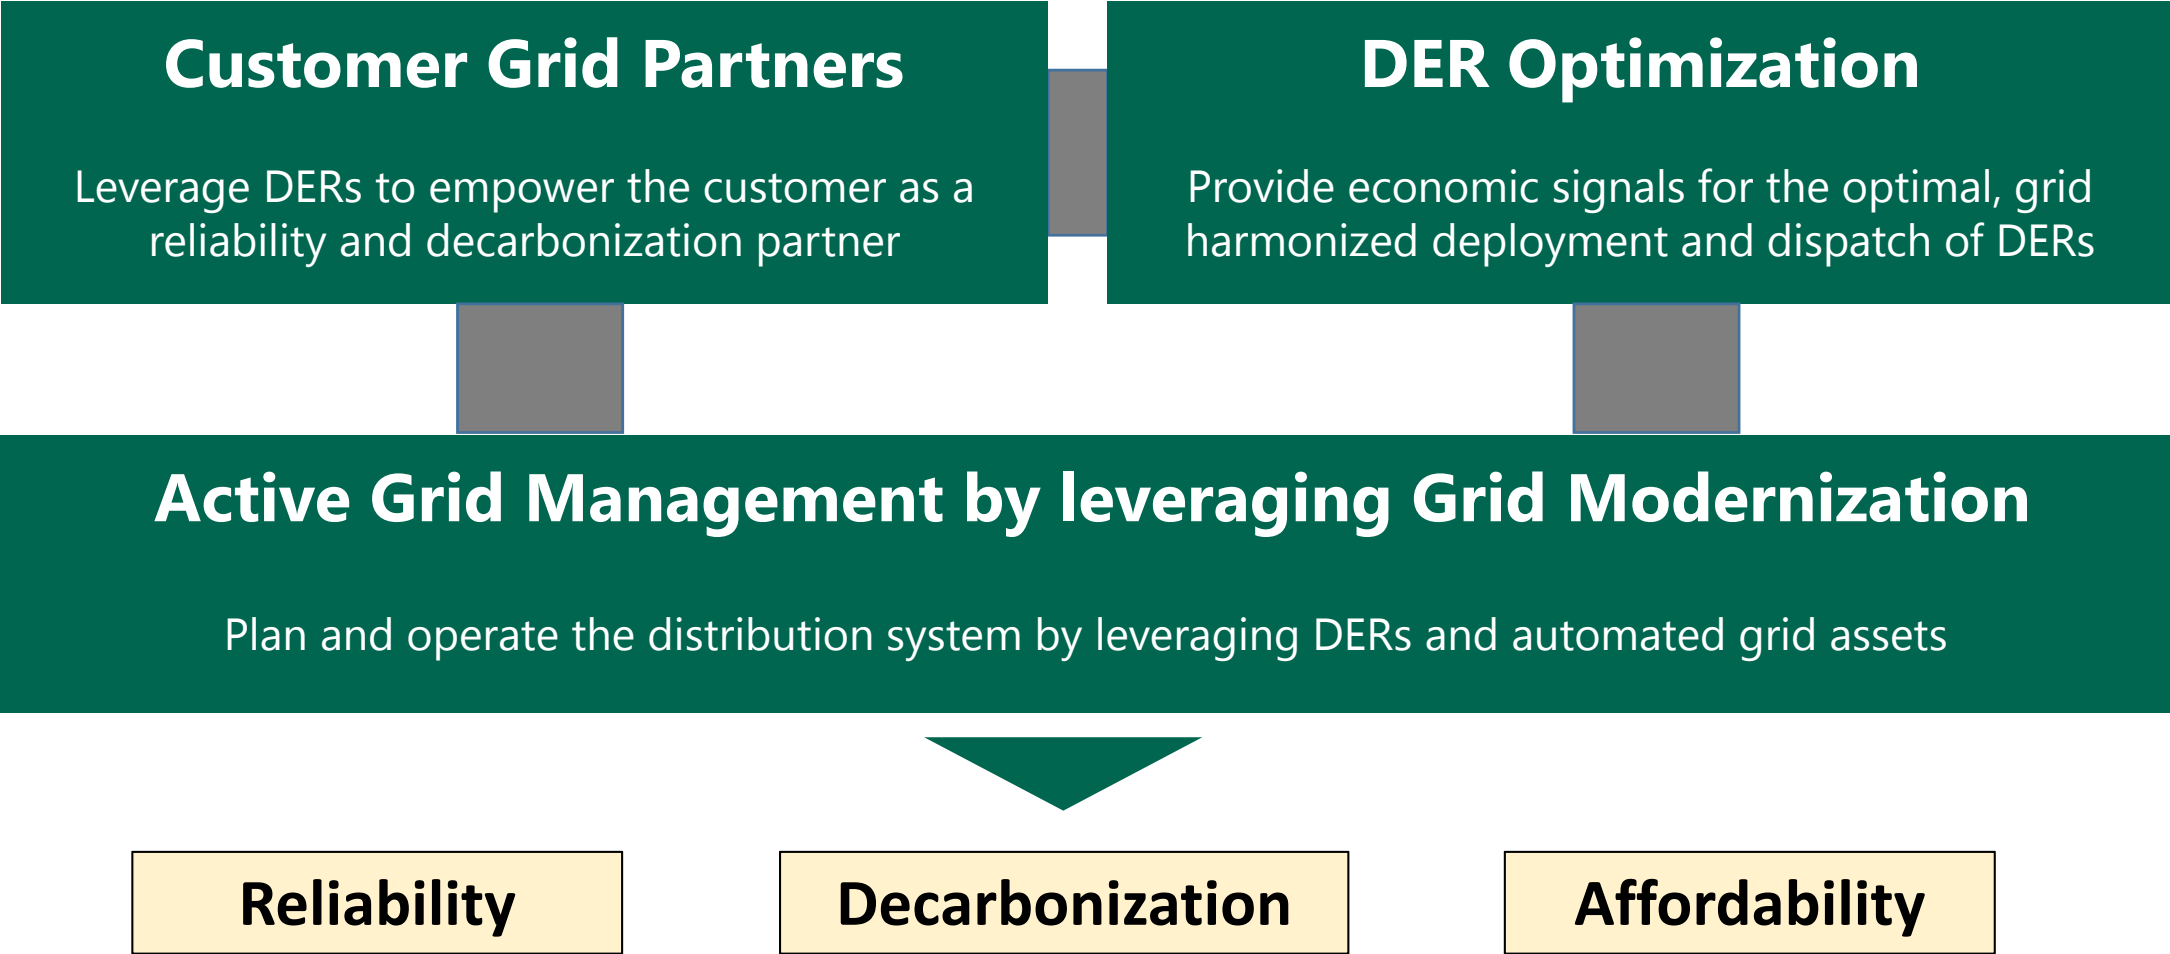 Customer Grid Partners
Leverage DERs to empower the customer as a
reliability and decarbonization partner
DER Optimization
Provide economic signals for the optimal, grid
harmonized deployment and dispatch of DERs
Active Grid Management by leveraging Grid Modernization
Plan and operate the distribution system by leveraging DERs and automated grid assets
Reliability
Decarbonization
Affordability